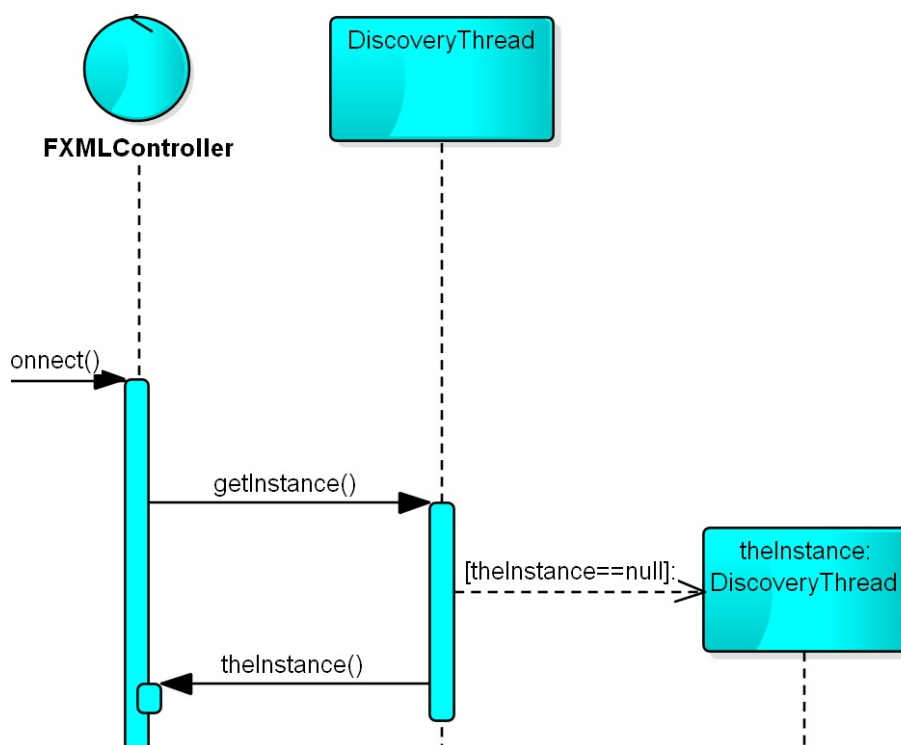 DiscoveryThread
FXMLController
onnect()
getInstance()
[theInstance==null]:
theInstance:
DiscoveryThread
theInstance()